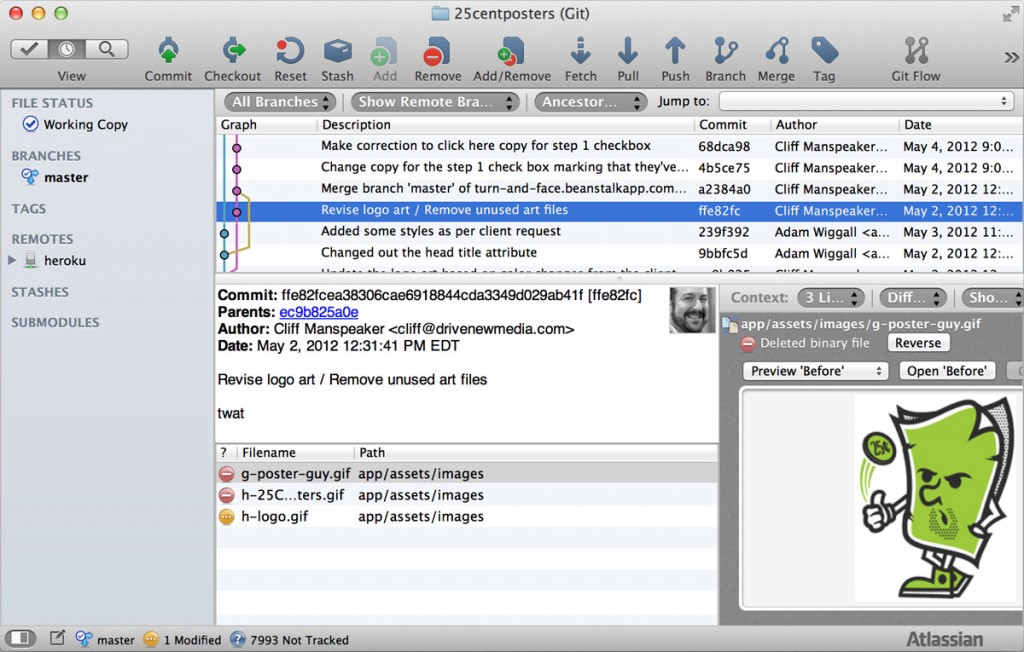 25centposters (Git)
View Commit Checkout Reset Stash Add Remove Add/Remove Fetch Pull Push Branch Merge Tag Git Flow
FILE STATUS
Working Copy
BRANCHES
master
TAGS
REMOTES
heroku
STASHES
SUBMODULES
All Branches Show Remote Bra... Ancestor... Jump to:
Graph Description Commit Author Date
Make correction to click here copy for step 1 checkbox 68dca98 Cliff Manspeaker... May 4, 2012 9:0...
Change copy for the step 1 check box marking that they've... 4b5ce75 Cliff Manspeaker... May 4, 2012 9:0...
Merge branch 'master' of turn-and-face.beanstalkapp.com... a2384a0 Cliff Manspeaker... May 2, 2012 12:...
Revise logo art / Remove unused art files ffe82fc Cliff Manspeaker... May 2, 2012 12:...
Added some styles as per client request 239f392 Adam Wiggall <a... May 3, 2012 11:...
Changed out the head title attribute 9bbfc5d Adam Wiggall <a... May 2, 2012 12:...
Commit: ffe82fcea38306cae6918844cda3349d029ab41f [ffe82fc]
Parents: ec9b825a0e
Author: Cliff Manspeaker <cliff@drivenewmedia.com>
Date: May 2, 2012 12:31:41 PM EDT
Revise logo art / Remove unused art files
twat
? Filename Path
g-poster-guy.gif app/assets/images
h-25C...ters.gif app/assets/images
h-logo.gif app/assets/images
Context: 3 Li... Diff... Sho...
app/assets/images/g-poster-guy.gif
Deleted binary file Reverse
Preview 'Before' Open 'Before'
25¢
master 1 Modified 7993 Not Tracked
Atlassian